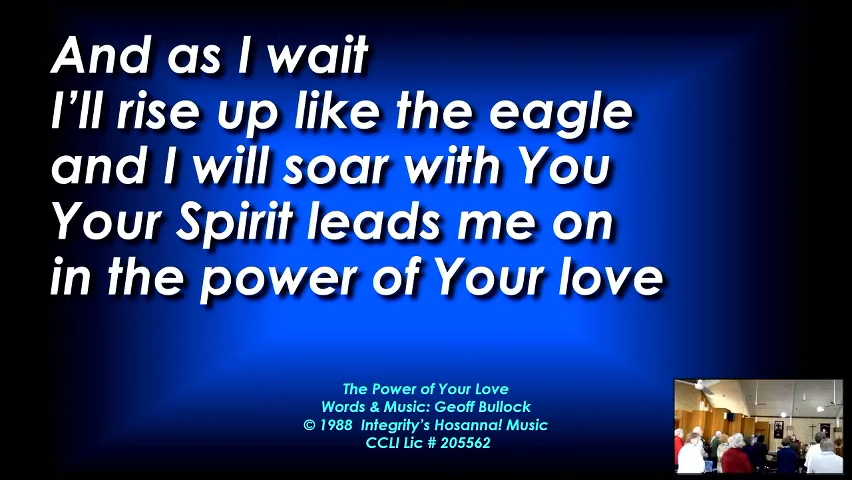 And as I wait
I'll rise up like the eagle
and I will soar with You
Your Spirit leads me on
in the power of Your love
The Power of Your Love
Words & Music: Geoff Bullock
© 1988 Integrity's Hosanna! Music
CCLI Lic # 205562